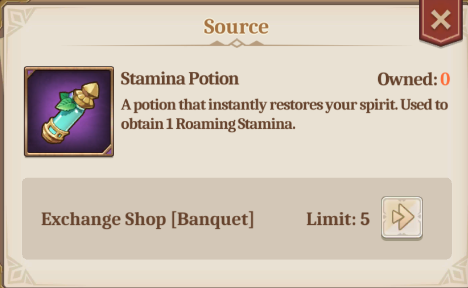 Source
Stamina Potion
Owned: 0
A potion that instantly restores your spirit. Used to
obtain 1 Roaming Stamina.
Exchange Shop [Banquet]
Limit: 5